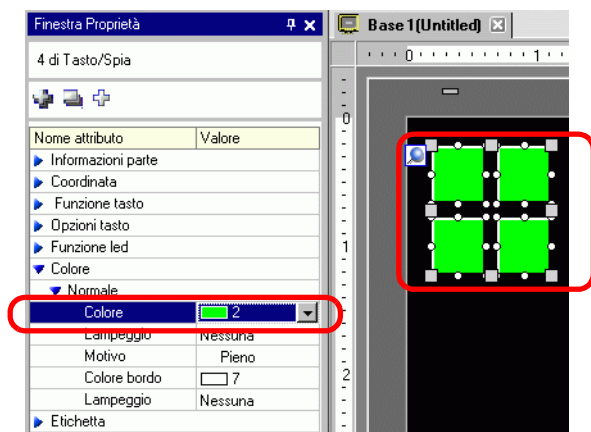 Finestra Proprietà
4 di Tasto/Spia
Nome attributo Valore
Informazioni parte
Coordinata
Funzione tasto
Opzioni tasto
Funzione led
Colore
Normale
Colore 2
Lampeggio Nessuna
Motivo Pieno
Colore bordo 7
Lampeggio Nessuna
Etichetta
Base 1(Untitled)
0 1
0
1
2